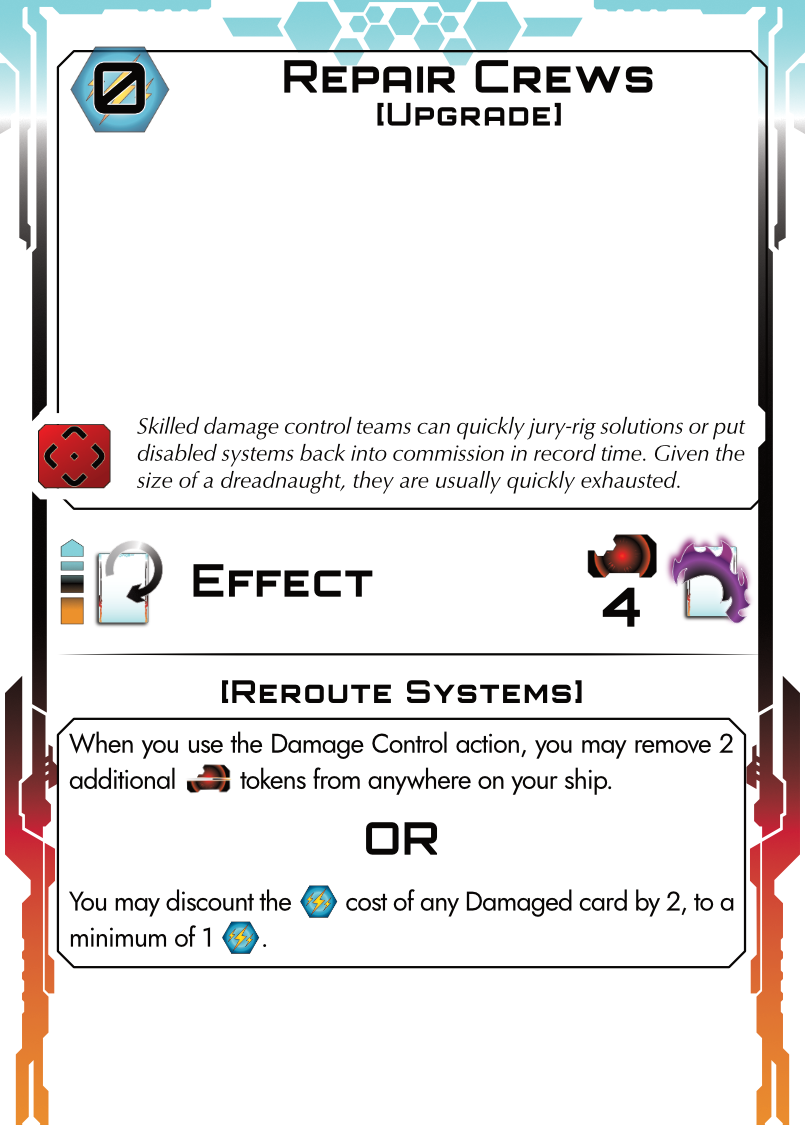 0
Repair Crews
[Upgrade]
Skilled damage control teams can quickly jury-rig solutions or put
disabled systems back into commission in record time. Given the
size of a dreadnaught, they are usually quickly exhausted.
Effect
4
[Reroute Systems]
When you use the Damage Control action, you may remove 2
additional tokens from anywhere on your ship.
OR
You may discount the cost of any Damaged card by 2, to a
minimum of 1 .